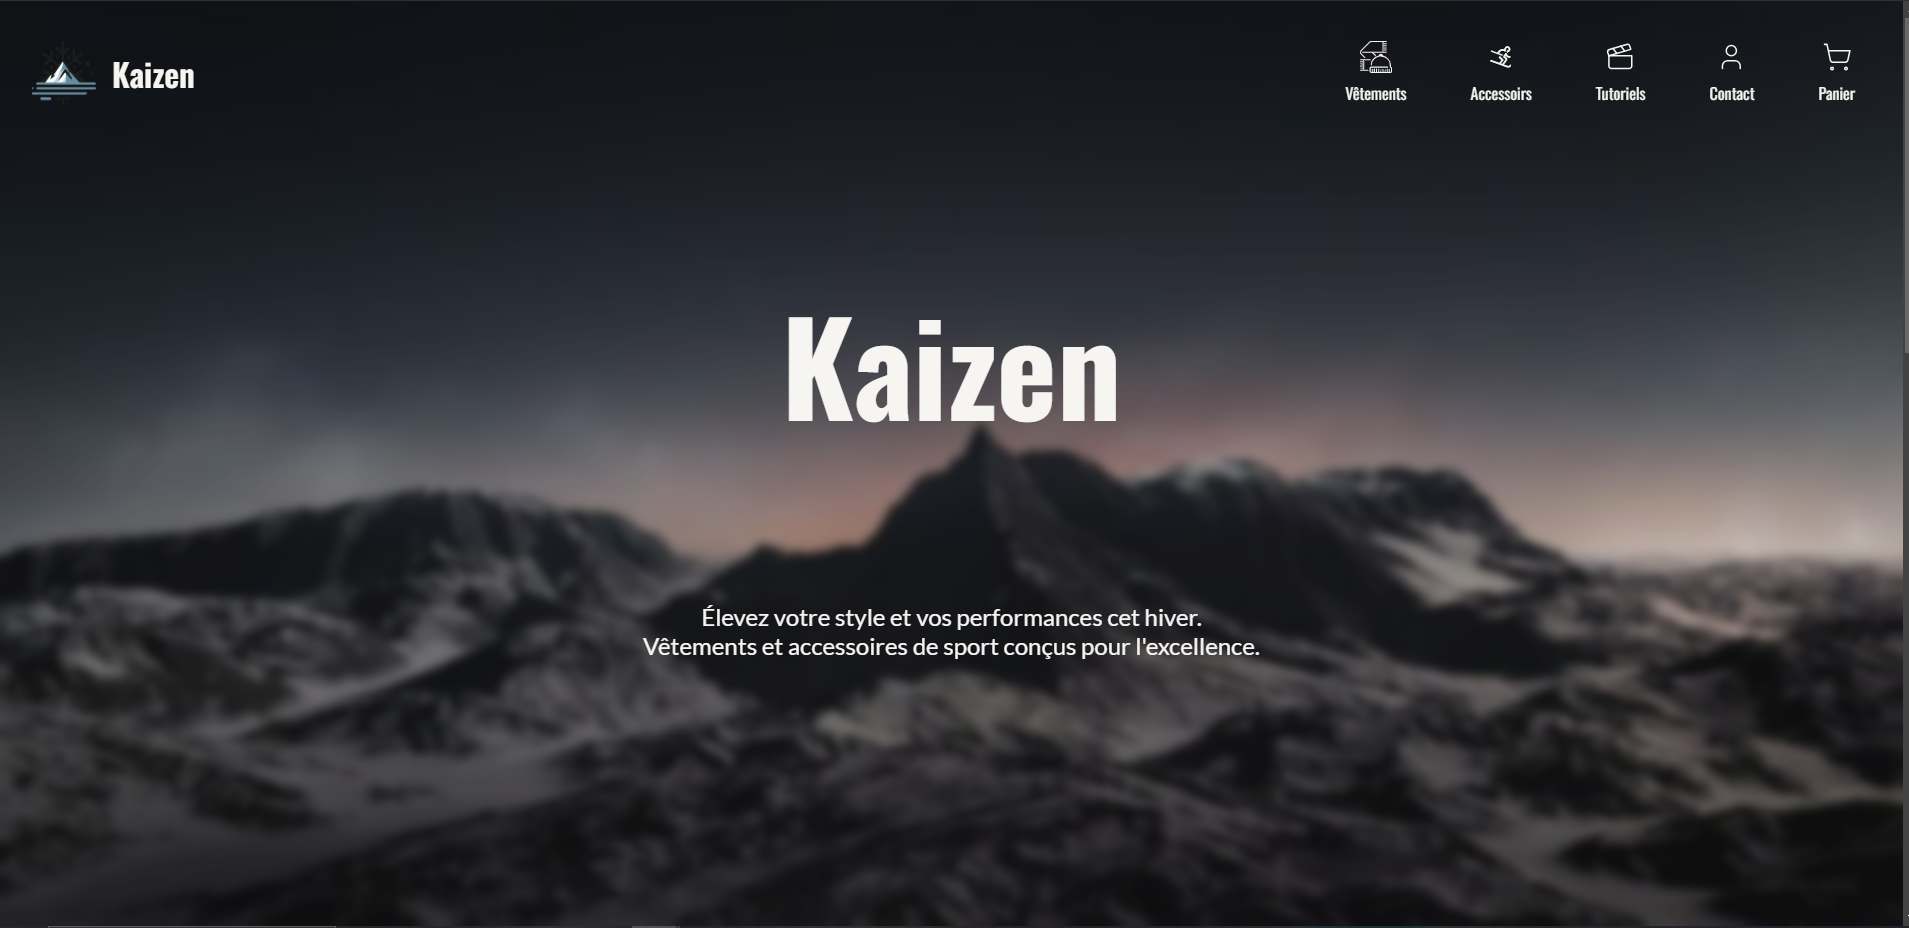 Kaizen
Vêtements
Accessoirs
Tutoriels
Contact
Panier
Kaizen
Élevez votre style et vos performances cet hiver.
Vêtements et accessoires de sport conçus pour l'excellence.